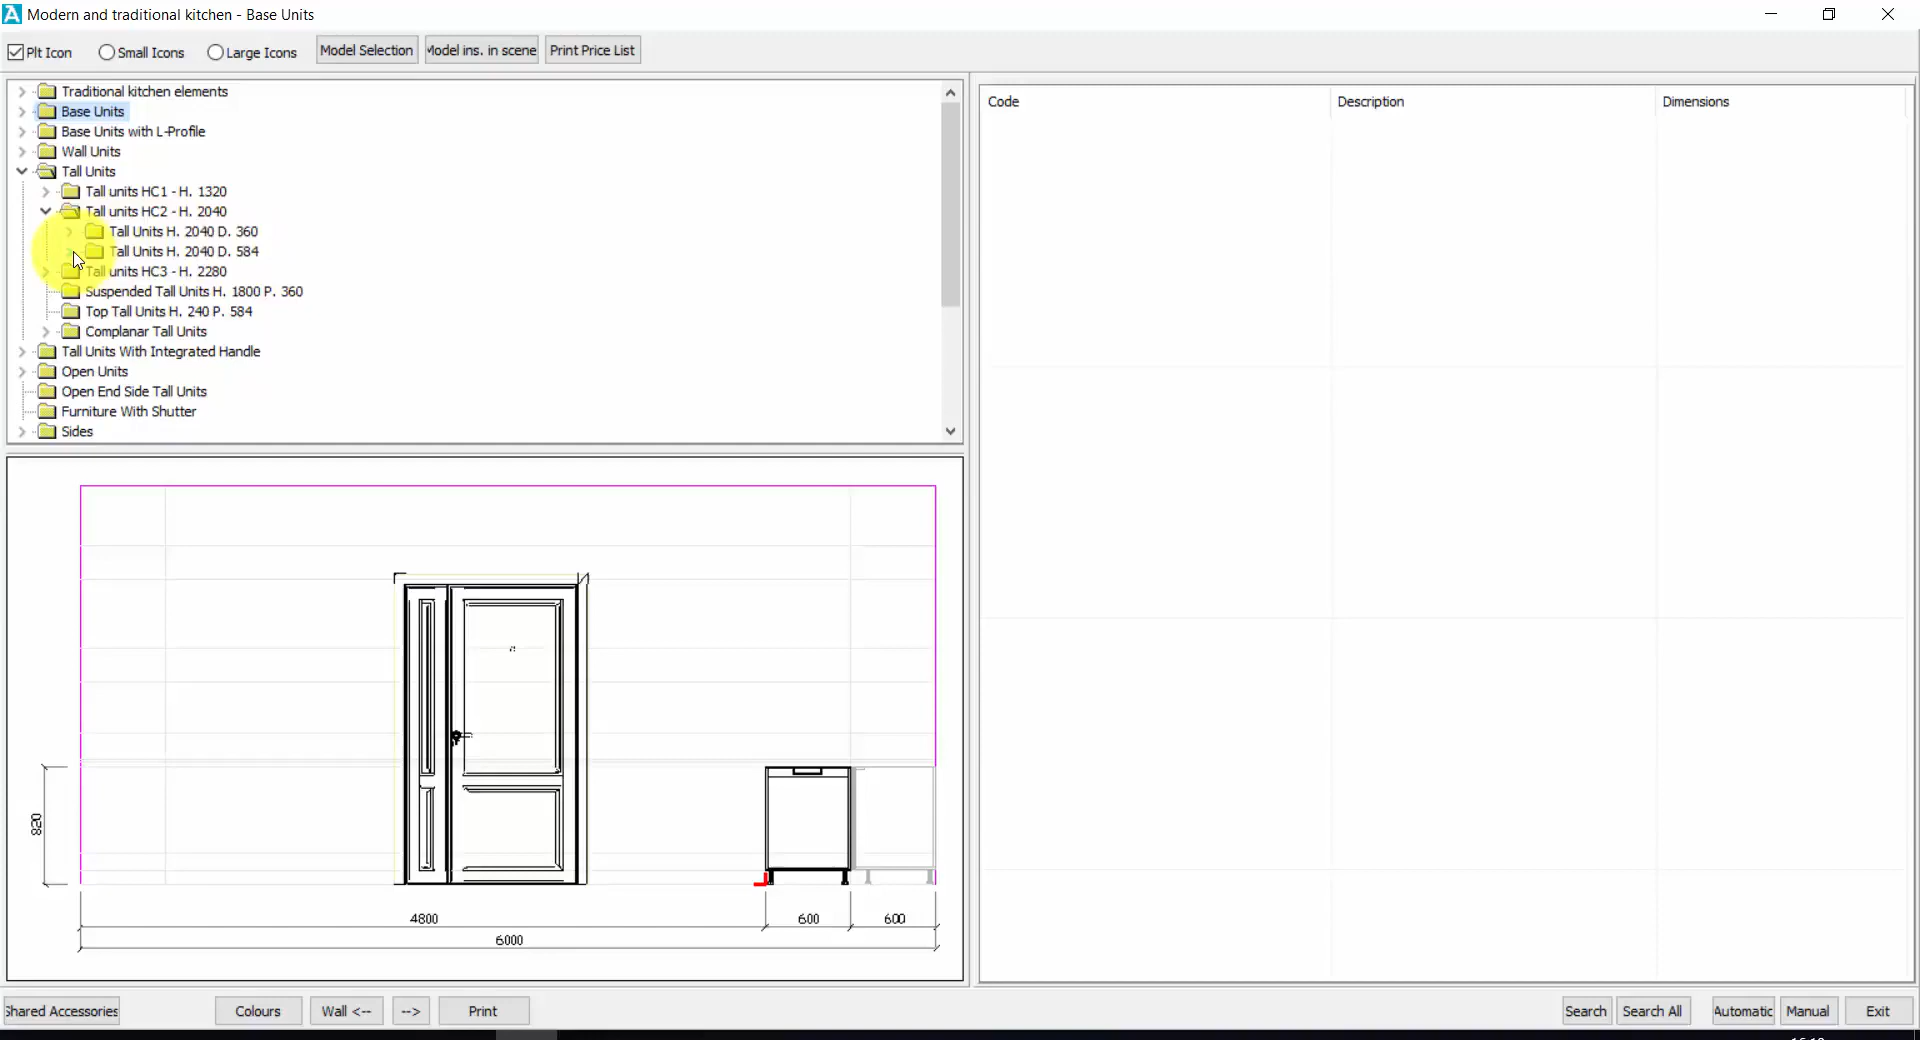 Modern and traditional kitchen - Base Units
Plt Icon
Small Icons
Large Icons
Model Selection
Model ins. in scene
Print Price List
Traditional kitchen elements
Base Units
Base Units with L-Profile
Wall Units
Tall Units
Tall units HC1 - H. 1320
Tall units HC2 - H. 2040
Tall Units H. 2040 D. 360
Tall Units H. 2040 D. 584
Tall units HC3 - H. 2280
Suspended Tall Units H. 1800 P. 360
Top Tall Units H. 240 P. 584
Complanar Tall Units
Tall Units With Integrated Handle
Open Units
Open End Side Tall Units
Furniture With Shutter
Sides
Code
Description
Dimensions
820
4800
600
600
6000
Shared Accessories
Colours
Wall <--
-->
Print
Search
Search All
Automatic
Manual
Exit